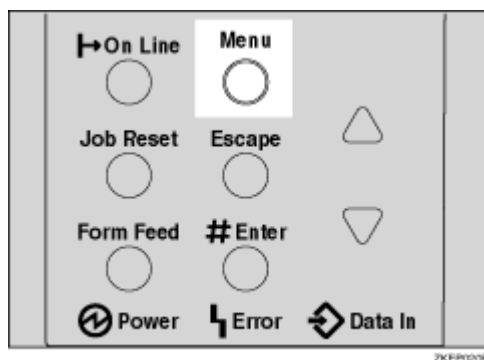 On Line Menu
Job Reset Escape
Form Feed # Enter
Power Error Data In